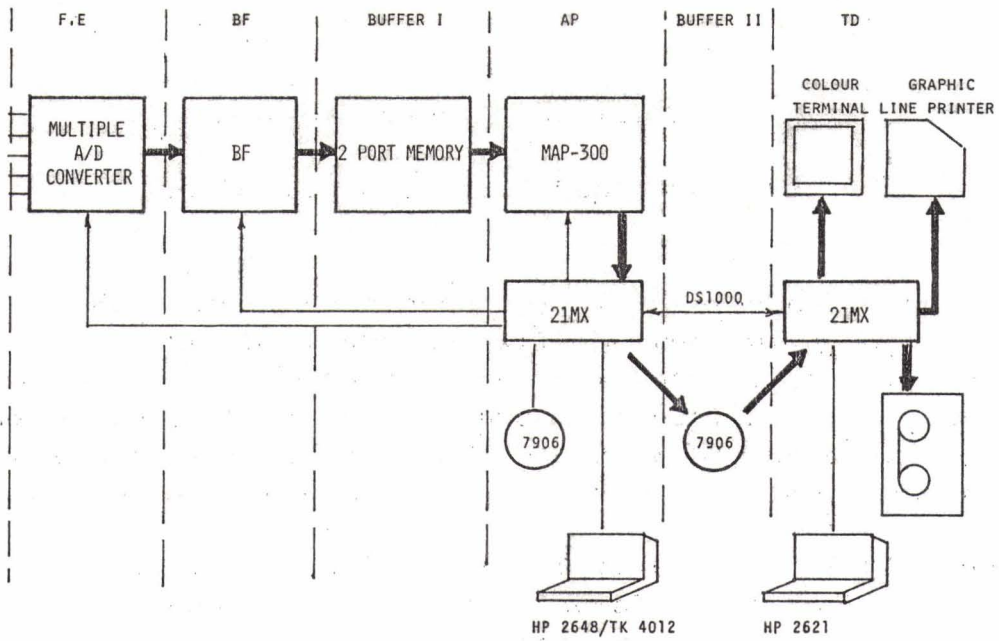 F.E BF BUFFER I AP BUFFER II TD
COLOUR TERMINAL
GRAPHIC LINE PRINTER
MULTIPLE
A/D
CONVERTER
BF
2 PORT MEMORY
MAP-300
21MX
DS1000
21MX
7906
7906
HP 2648/TK 4012
HP 2621